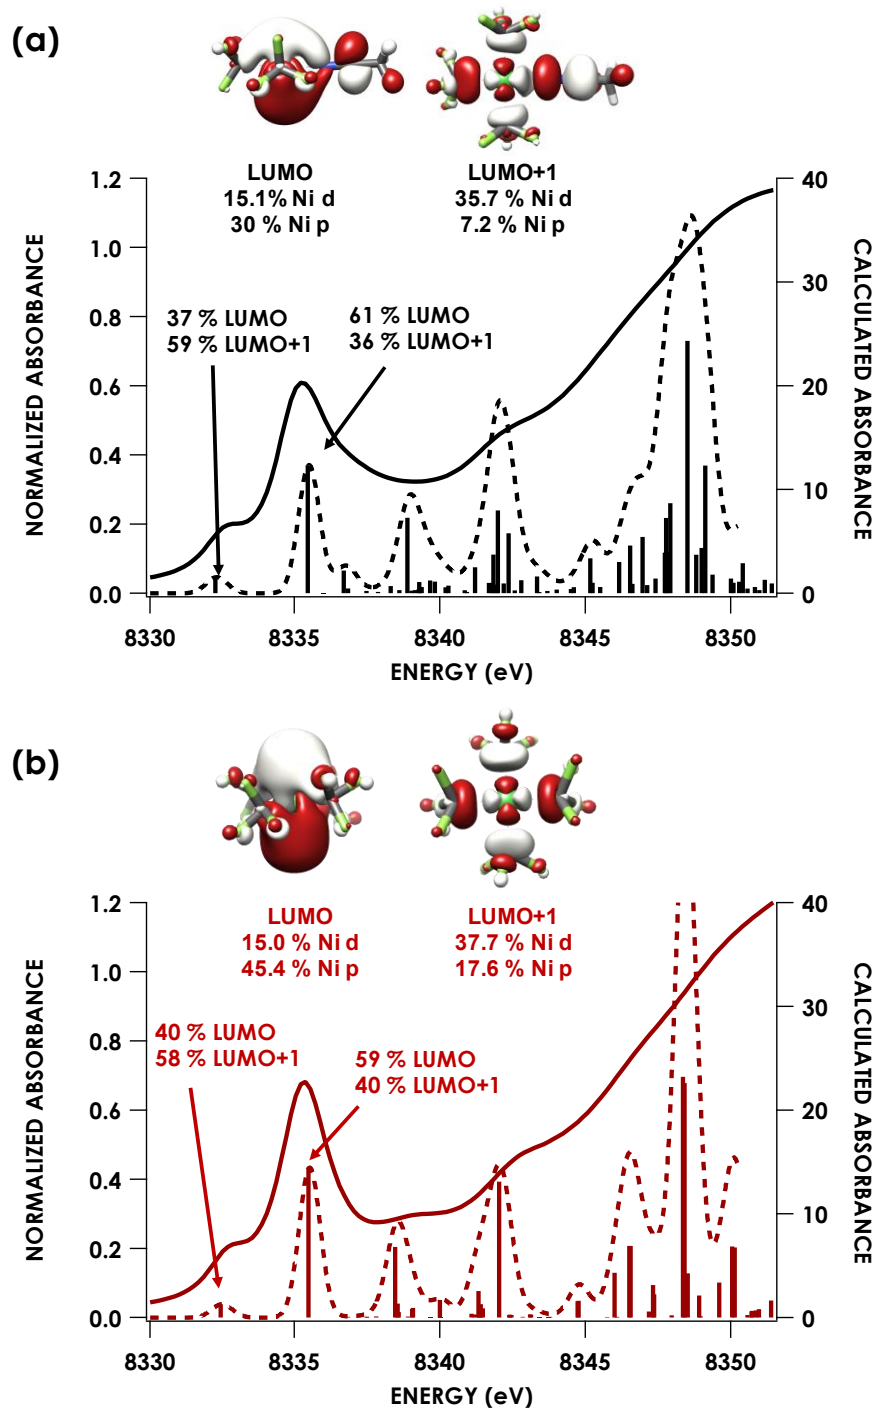 (a)
LUMO
15.1% Ni d
30 % Ni p
LUMO+1
35.7 % Ni d
7.2 % Ni p
37 % LUMO
59 % LUMO+1
61 % LUMO
36 % LUMO+1
NORMALIZED ABSORBANCE
1.2
1.0
0.8
0.6
0.4
0.2
0.0
CALCULATED ABSORBANCE
40
30
20
10
0
8330
8335
8340
8345
8350
ENERGY (eV)
(b)
LUMO
15.0 % Ni d
45.4 % Ni p
LUMO+1
37.7 % Ni d
17.6 % Ni p
40 % LUMO
58 % LUMO+1
59 % LUMO
40 % LUMO+1
NORMALIZED ABSORBANCE
1.2
1.0
0.8
0.6
0.4
0.2
0.0
CALCULATED ABSORBANCE
40
30
20
10
0
8330
8335
8340
8345
8350
ENERGY (eV)